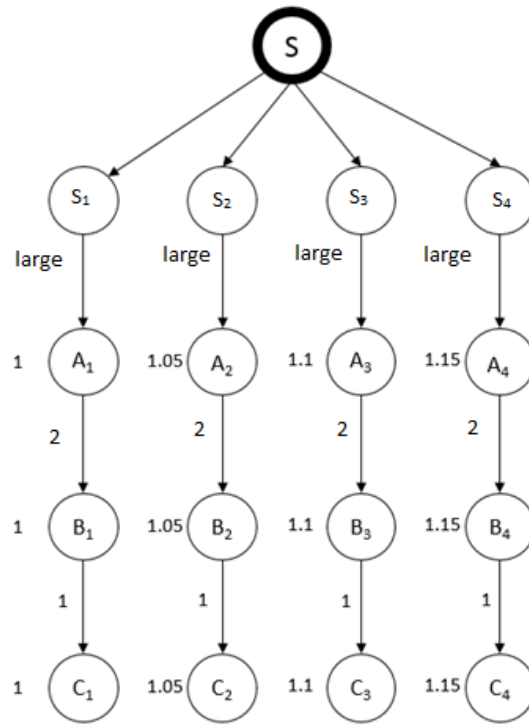 S
S₁ S₂ S₃ S₄
large large large large
1 A₁ 1.05 A₂ 1.1 A₃ 1.15 A₄
2 2 2 2
1 B₁ 1.05 B₂ 1.1 B₃ 1.15 B₄
1 1 1 1
1 C₁ 1.05 C₂ 1.1 C₃ 1.15 C₄